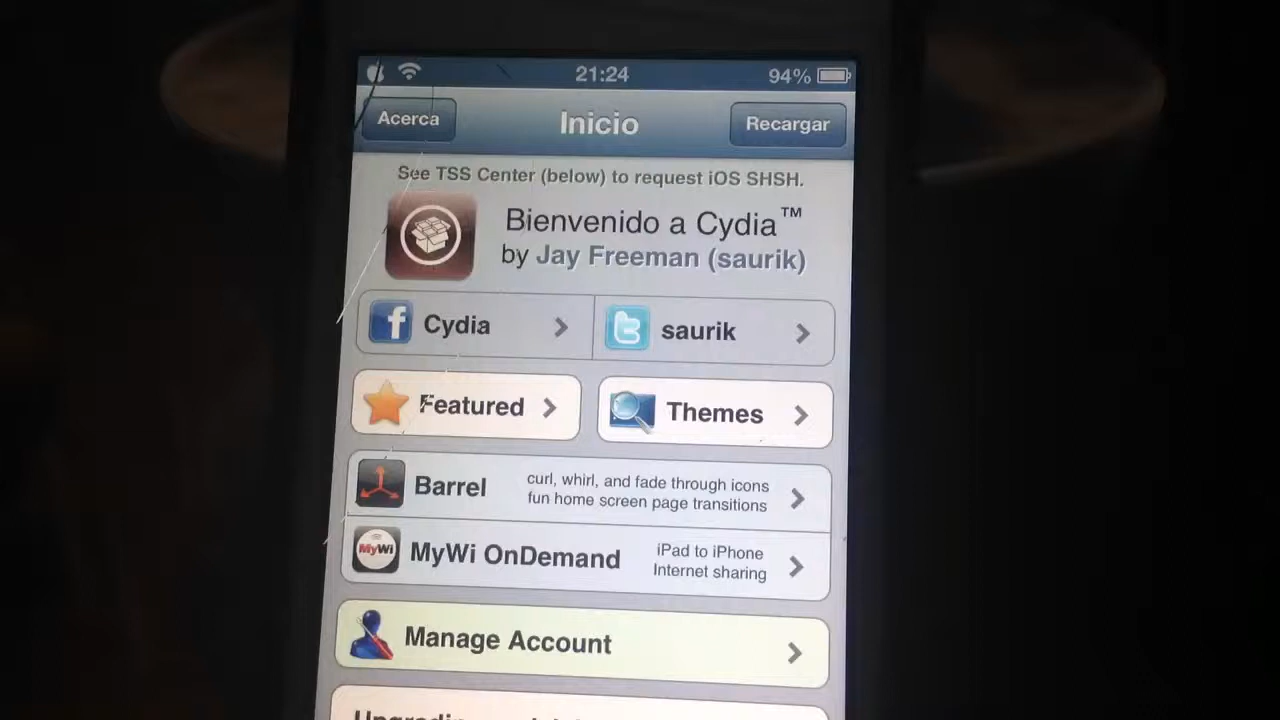 21:24
94%
Acerca
Inicio
Recargar
See TSS Center (below) to request iOS SHSH.
Bienvenido a Cydia™
by Jay Freeman (saurik)
Cydia
saurik
Featured
Themes
Barrel
curl, whirl, and fade through icons
fun home screen page transitions
MyWi
MyWi OnDemand
iPad to iPhone
Internet sharing
Manage Account